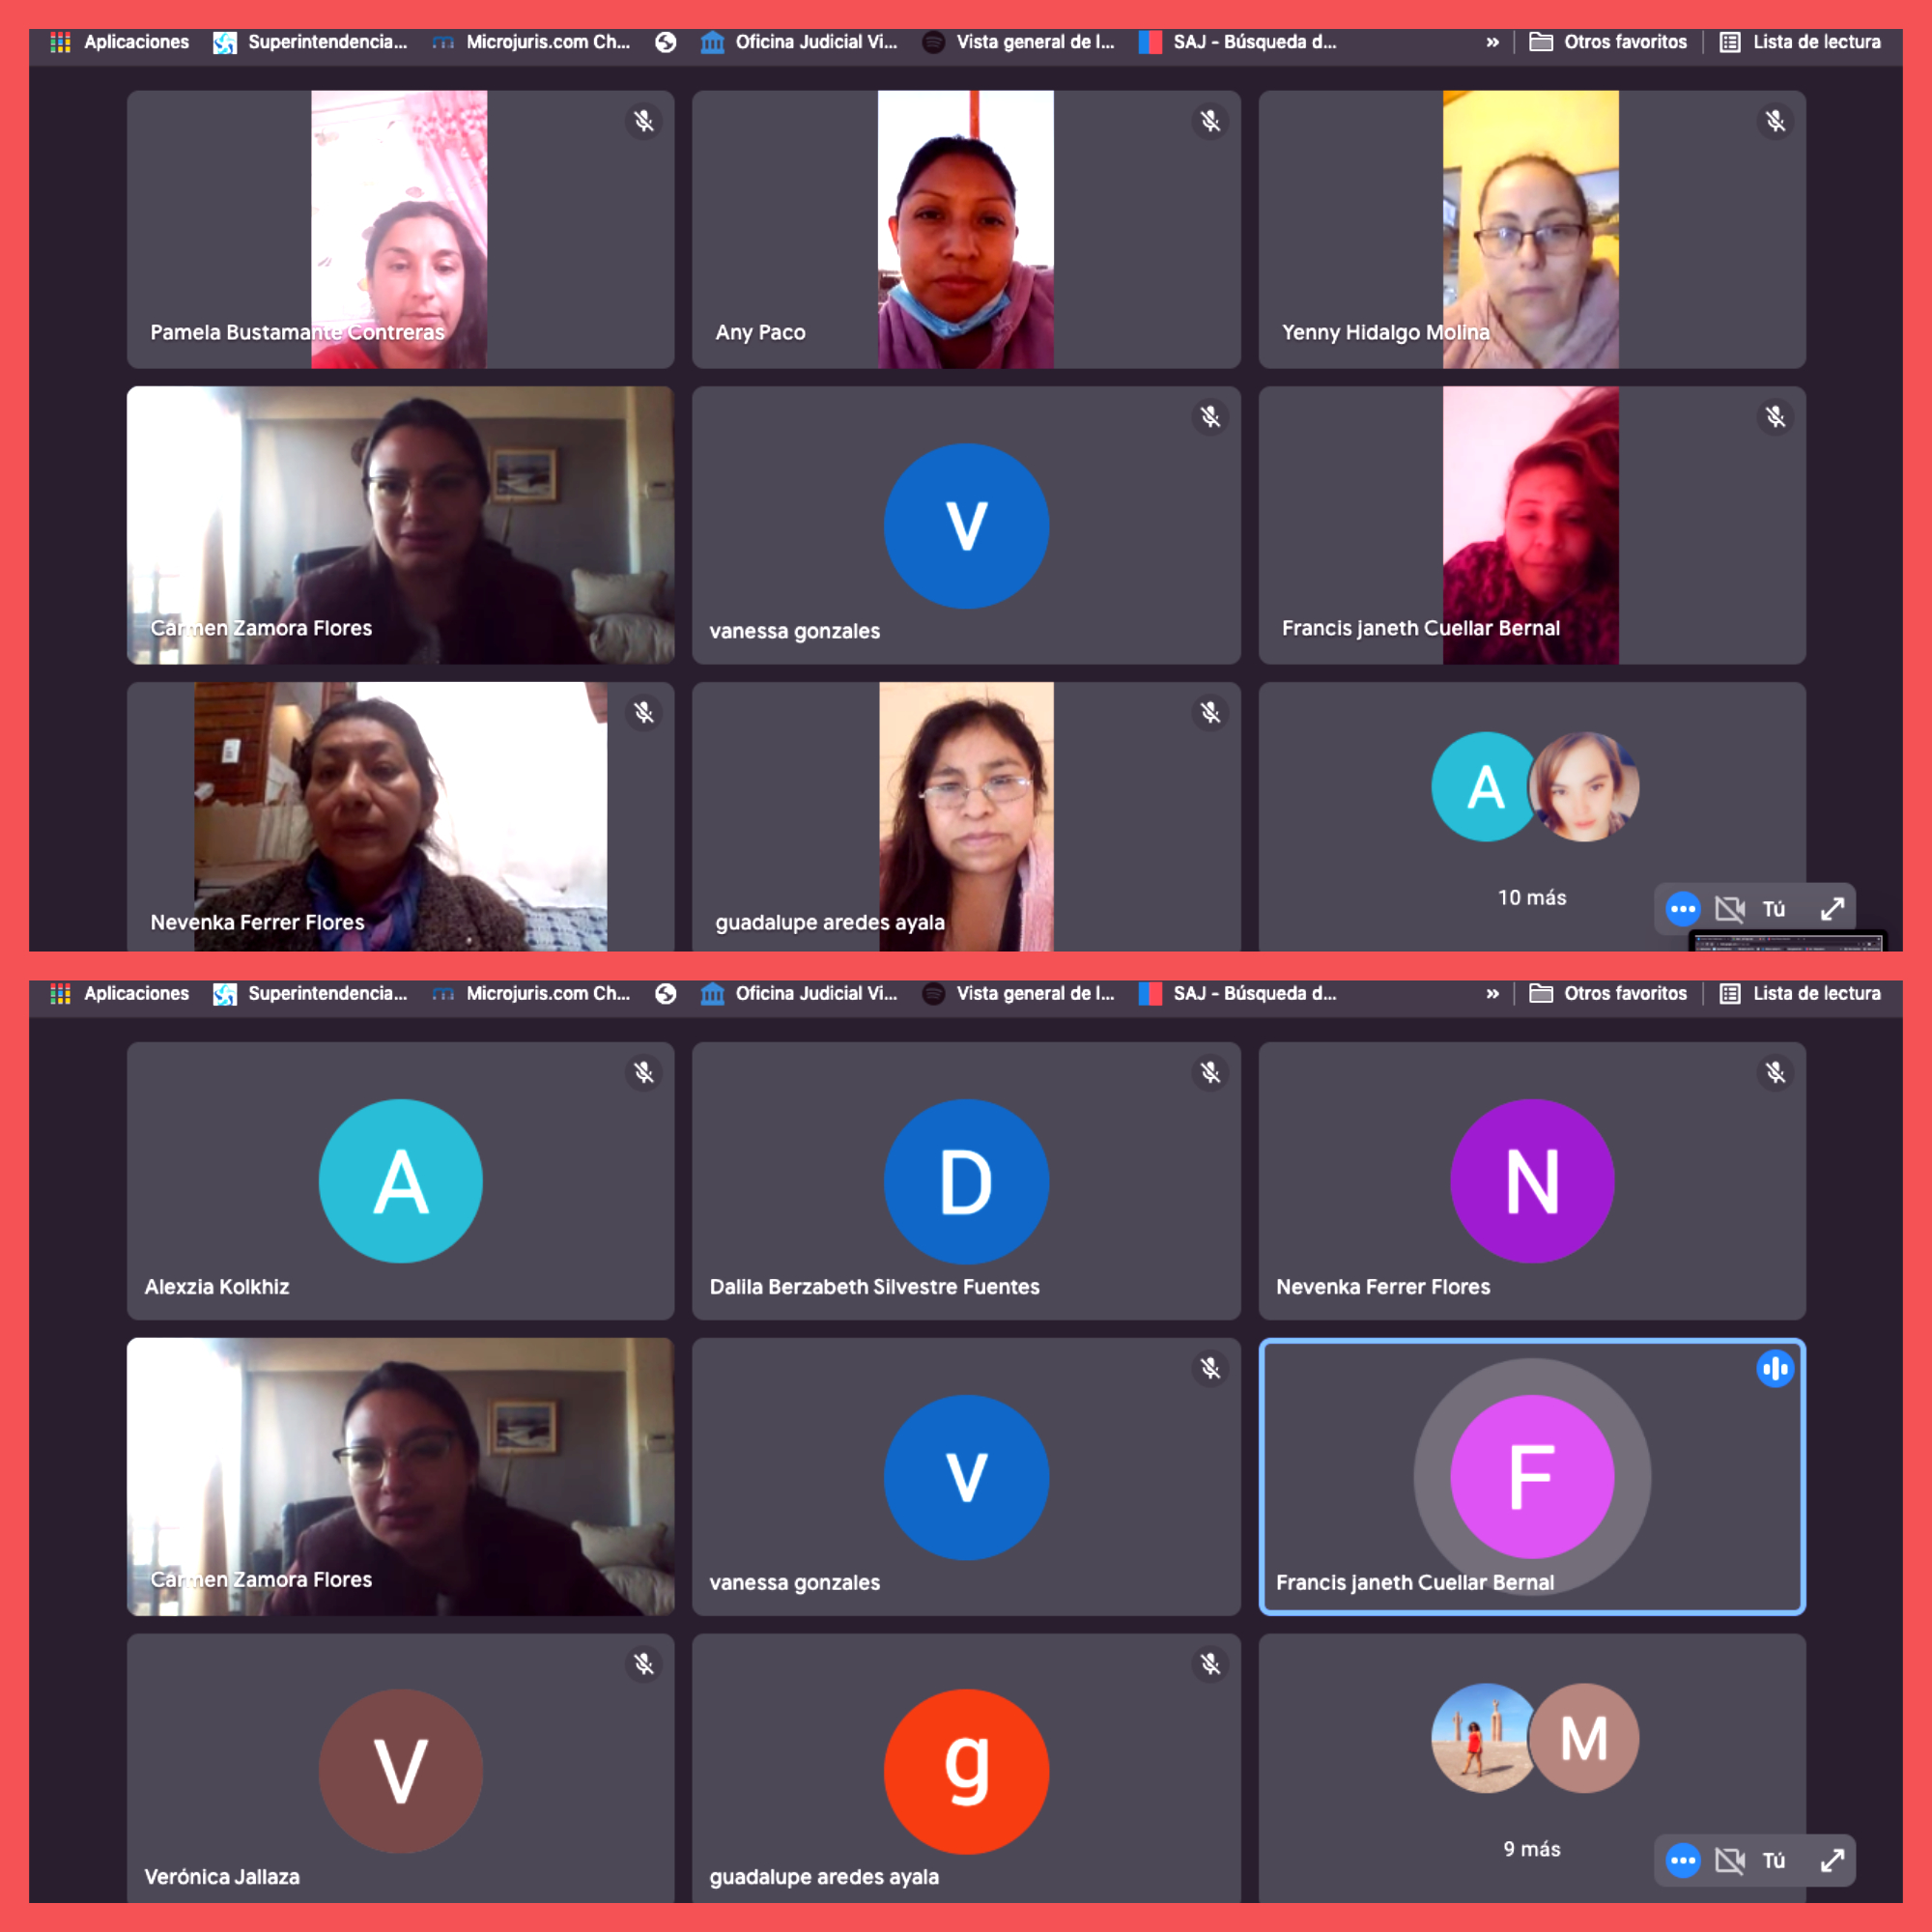 Aplicaciones Superintendencia... Microjuris.com Ch... Oficina Judicial Vi... Vista general de l... SAJ - Búsqueda d... » Otros favoritos Lista de lectura
Pamela Bustamante Contreras
Any Paco
Yenny Hidalgo Molina
Carmen Zamora Flores
V
vanessa gonzales
Francis janeth Cuellar Bernal
Nevenka Ferrer Flores
guadalupe aredes ayala
A
10 más
Tú
Aplicaciones Superintendencia... Microjuris.com Ch... Oficina Judicial Vi... Vista general de l... SAJ - Búsqueda d... » Otros favoritos Lista de lectura
A
Alexzia Kolkhiz
D
Dalila Berzabeth Silvestre Fuentes
N
Nevenka Ferrer Flores
Carmen Zamora Flores
V
vanessa gonzales
F
Francis janeth Cuellar Bernal
V
Verónica Jallaza
g
guadalupe aredes ayala
M
9 más
Tú